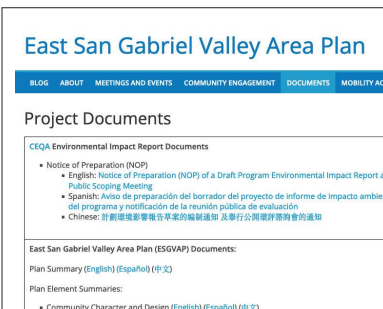 East San Gabriel Valley Area Plan
BLOG ABOUT MEETINGS AND EVENTS COMMUNITY ENGAGEMENT DOCUMENTS MOBILITY AC
Project Documents
CEQA Environmental Impact Report Documents
▪ Notice of Preparation (NOP)
▪ English: Notice of Preparation (NOP) of a Draft Program Environmental Impact Report a
Public Scoping Meeting
▪ Spanish: Aviso de preparación del borrador del proyecto de informe de impacto ambie
del programa y notificación de la reunión pública de evaluación
▪ Chinese: 計劃環境影響報告草案的編制通知 及舉行公開環評諮詢會的通知
East San Gabriel Valley Area Plan (ESGVAP) Documents:
Plan Summary (English) (Español) (中文)
Plan Element Summaries:
▪ Community Character and Design (English) (Español) (中文)